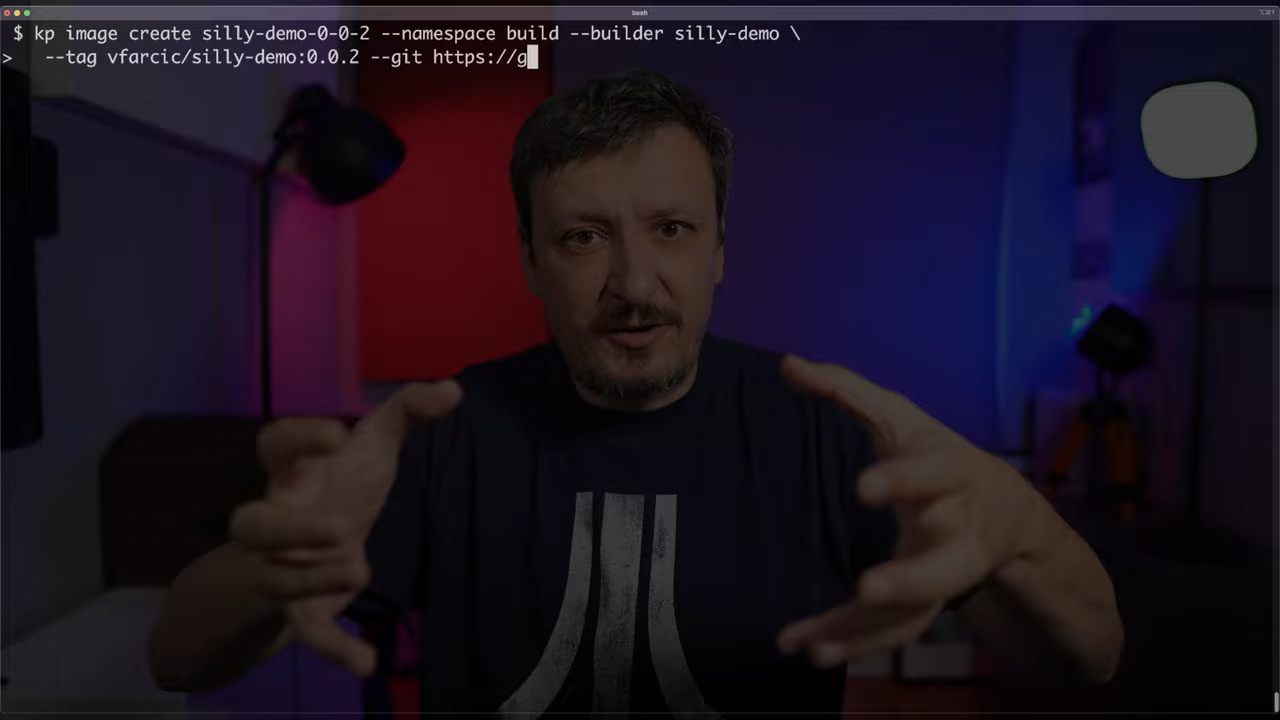 bash
$ kp image create silly-demo-0-0-2 --namespace build --builder silly-demo \
> --tag vfarcic/silly-demo:0.0.2 --git https://g